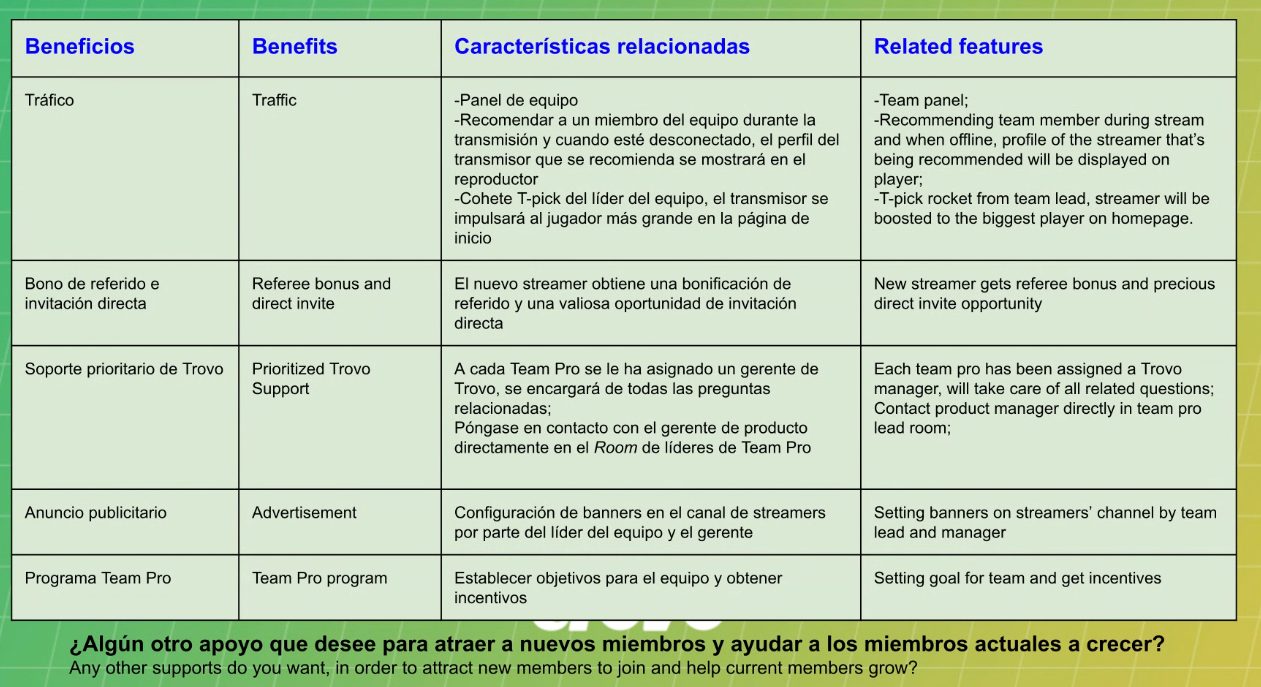 Beneficios
Benefits
Características relacionadas
Related features
Tráfico
Traffic
-Panel de equipo
-Recomendar a un miembro del equipo durante la
transmisión y cuando esté desconectado, el perfil del
transmisor que se recomienda se mostrará en el
reproductor
-Cohete T-pick del líder del equipo, el transmisor se
impulsará al jugador más grande en la página de
inicio
-Team panel;
-Recommending team member during stream
and when offline, profile of the streamer that's
being recommended will be displayed on
player;
-T-pick rocket from team lead, streamer will be
boosted to the biggest player on homepage.
Bono de referido e
invitación directa
Referee bonus and
direct invite
El nuevo streamer obtiene una bonificación de
referido y una valiosa oportunidad de invitación
directa
New streamer gets referee bonus and precious
direct invite opportunity
Soporte prioritario de Trovo
Prioritized Trovo
Support
A cada Team Pro se le ha asignado un gerente de
Trovo, se encargará de todas las preguntas
relacionadas;
Póngase en contacto con el gerente de producto
directamente en el Room de líderes de Team Pro
Each team pro has been assigned a Trovo
manager, will take care of all related questions;
Contact product manager directly in team pro
lead room;
Anuncio publicitario
Advertisement
Configuración de banners en el canal de streamers
por parte del líder del equipo y el gerente
Setting banners on streamers' channel by team
lead and manager
Programa Team Pro
Team Pro program
Establecer objetivos para el equipo y obtener
incentivos
Setting goal for team and get incentives
¿Algún otro apoyo que desee para atraer a nuevos miembros y ayudar a los miembros actuales a crecer?
Any other supports do you want, in order to attract new members to join and help current members grow?